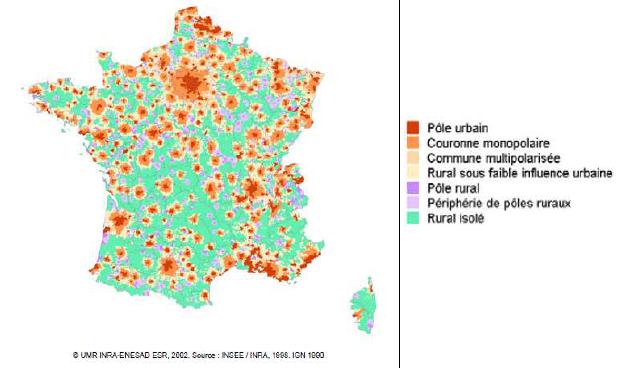 Pôle urbain
Couronne monopolaire
Commune multipolarisée
Rural sous faible influence urbaine
Pôle rural
Périphérie de pôles ruraux
Rural isolé
© UMR INRA-ENESAD ESR, 2002. Source : INSEE / INRA, 1998. IGN 1990